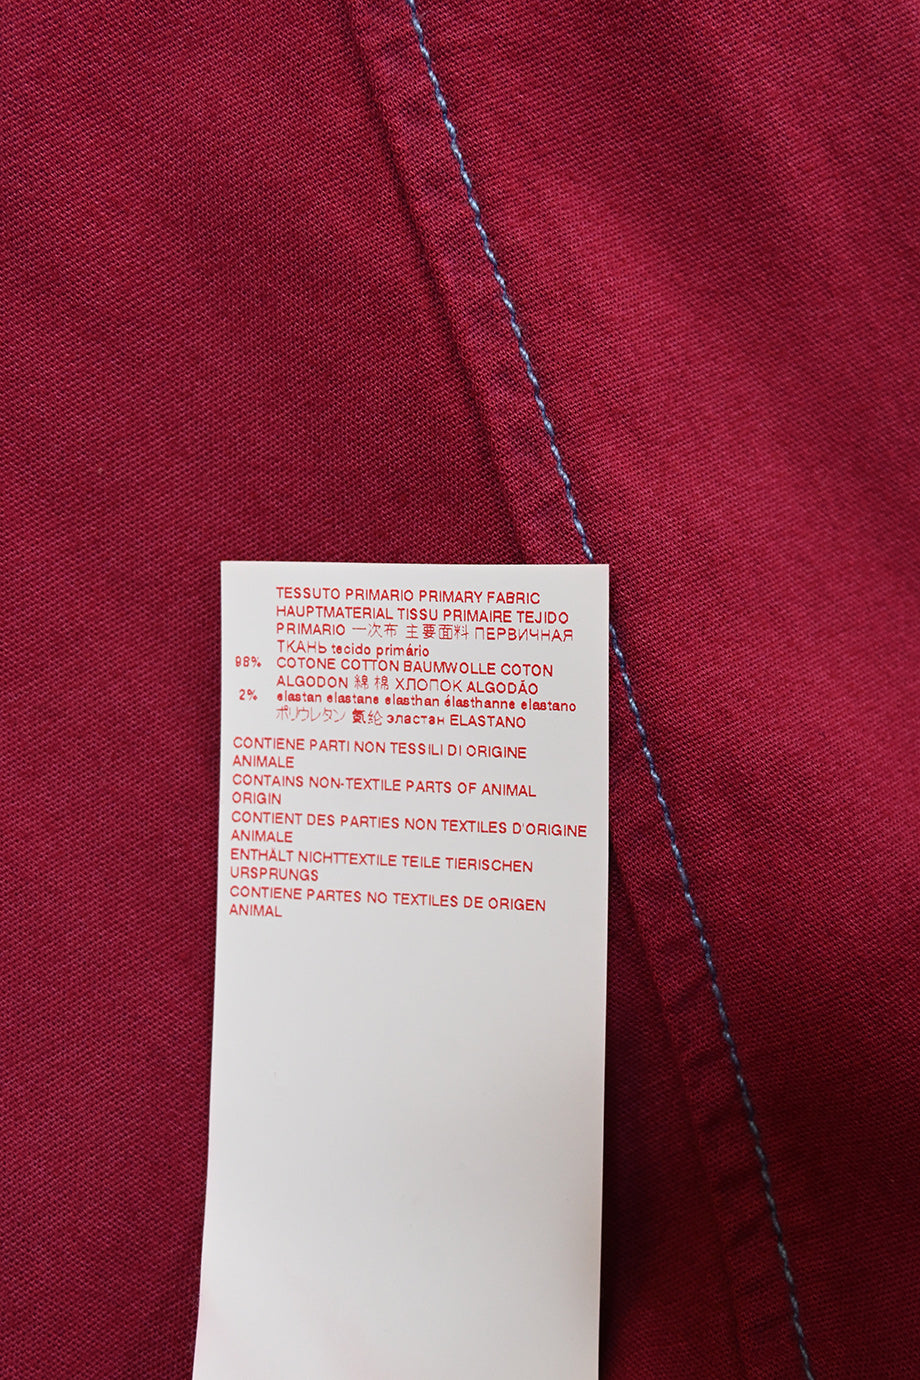 TESSUTO PRIMARIO PRIMARY FABRIC
HAUPTMATERIAL TISSU PRIMAIRE TEJIDO
PRIMARIO 一次布 主要面料 ПЕРВИЧНАЯ
ТКАНЬ tecido primário
98% COTONE COTTON BAUMWOLLE COTON
ALGODON 綿 棉 ХЛОПОК ALGODÃO
2% elastan elastane elasthan élasthanne elastano
ポリウレタン 氨纶 эластан ELASTANO
CONTIENE PARTI NON TESSILI DI ORIGINE
ANIMALE
CONTAINS NON-TEXTILE PARTS OF ANIMAL
ORIGIN
CONTIENT DES PARTIES NON TEXTILES D'ORIGINE
ANIMALE
ENTHÄLT NICHTTEXTILE TEILE TIERISCHEN
URSPRUNGS
CONTIENE PARTES NO TEXTILES DE ORIGEN
ANIMAL